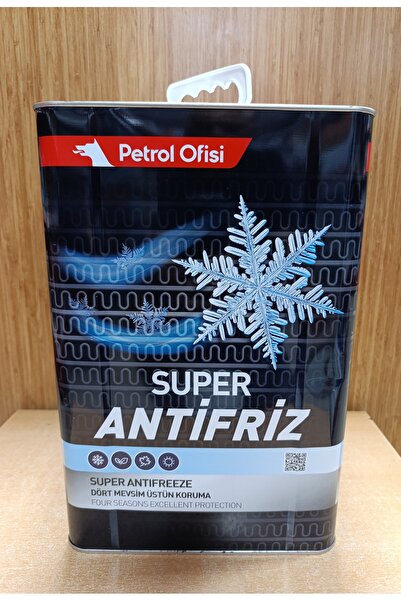 Petrol Ofisi
SUPER
ANTİFRİZ
SUPER ANTIFREEZE
DÖRT MEVSİM ÜSTÜN KORUMA
FOUR SEASONS EXCELLENT PROTECTION